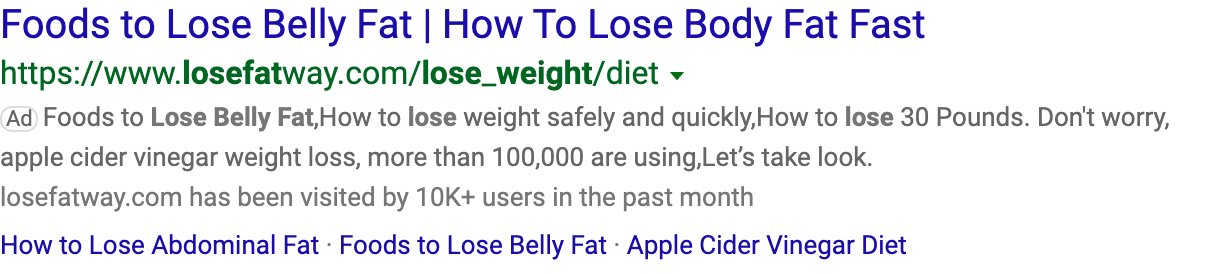 Foods to Lose Belly Fat | How To Lose Body Fat Fast
https://www.losefatway.com/lose_weight/diet
Ad Foods to Lose Belly Fat,How to lose weight safely and quickly,How to lose 30 Pounds. Don't worry,
apple cider vinegar weight loss, more than 100,000 are using,Let’s take look.
losefatway.com has been visited by 10K+ users in the past month
How to Lose Abdominal Fat · Foods to Lose Belly Fat · Apple Cider Vinegar Diet